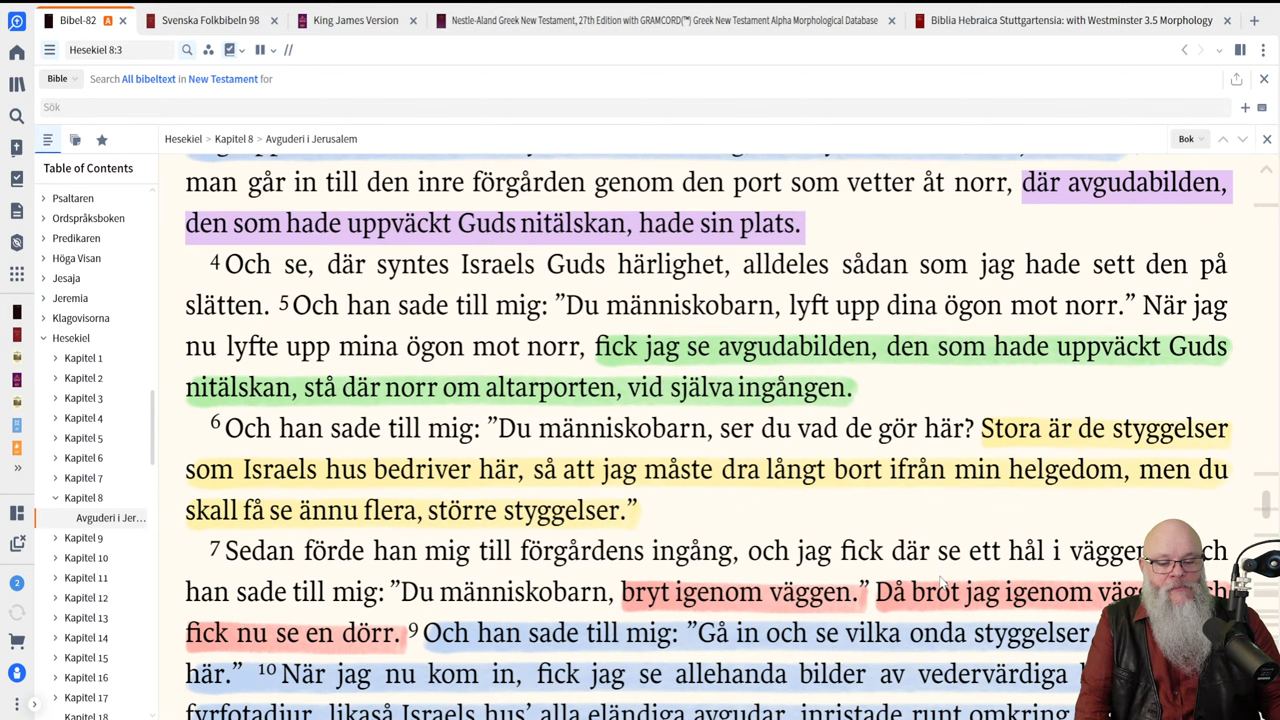 Bibel-82 A
Svenska Folkbibeln 98
King James Version
Nestle-Aland Greek New Testament, 27th Edition with GRAMCORD(™) Greek New Testament Alpha Morphological Database
Biblia Hebraica Stuttgartensia: with Westminster 3.5 Morphology
Hesekiel 8:3
Bible
Search All bibeltext in New Testament for
Sök
Hesekiel > Kapitel 8 > Avguderi i Jerusalem
Bok
Table of Contents
Psaltaren
Ordspråksboken
Predikaren
Höga Visan
Jesaja
Jeremia
Klagovisorna
Hesekiel
Kapitel 1
Kapitel 2
Kapitel 3
Kapitel 4
Kapitel 5
Kapitel 6
Kapitel 7
Kapitel 8
Avguderi i Jer...
Kapitel 9
Kapitel 10
Kapitel 11
Kapitel 12
Kapitel 13
Kapitel 14
Kapitel 15
Kapitel 16
Kapitel 17
Kapitel 18
2
man går in till den inre förgården genom den port som vetter åt norr, där avgudabilden,
den som hade uppväckt Guds nitälskan, hade sin plats.
4 Och se, där syntes Israels Guds härlighet, alldeles sådan som jag hade sett den på
slätten. 5 Och han sade till mig: ”Du människobarn, lyft upp dina ögon mot norr.” När jag
nu lyfte upp mina ögon mot norr, fick jag se avgudabilden, den som hade uppväckt Guds
nitälskan, stå där norr om altarporten, vid själva ingången.
6 Och han sade till mig: ”Du människobarn, ser du vad de gör här? Stora är de styggelser
som Israels hus bedriver här, så att jag måste dra långt bort ifrån min helgedom, men du
skall få se ännu flera, större styggelser.”
7 Sedan förde han mig till förgårdens ingång, och jag fick där se ett hål i väggen
han sade till mig: ”Du människobarn, bryt igenom väggen.” Då bröt jag igenom
fick nu se en dörr. 9 Och han sade till mig: ”Gå in och se vilka onda styggelser
här.” 10 När jag nu kom in, fick jag se allehanda bilder av vedervärdiga
fyrfotadjur, likaså Israels hus’ alla eländiga avgudar, inristade runt omkring